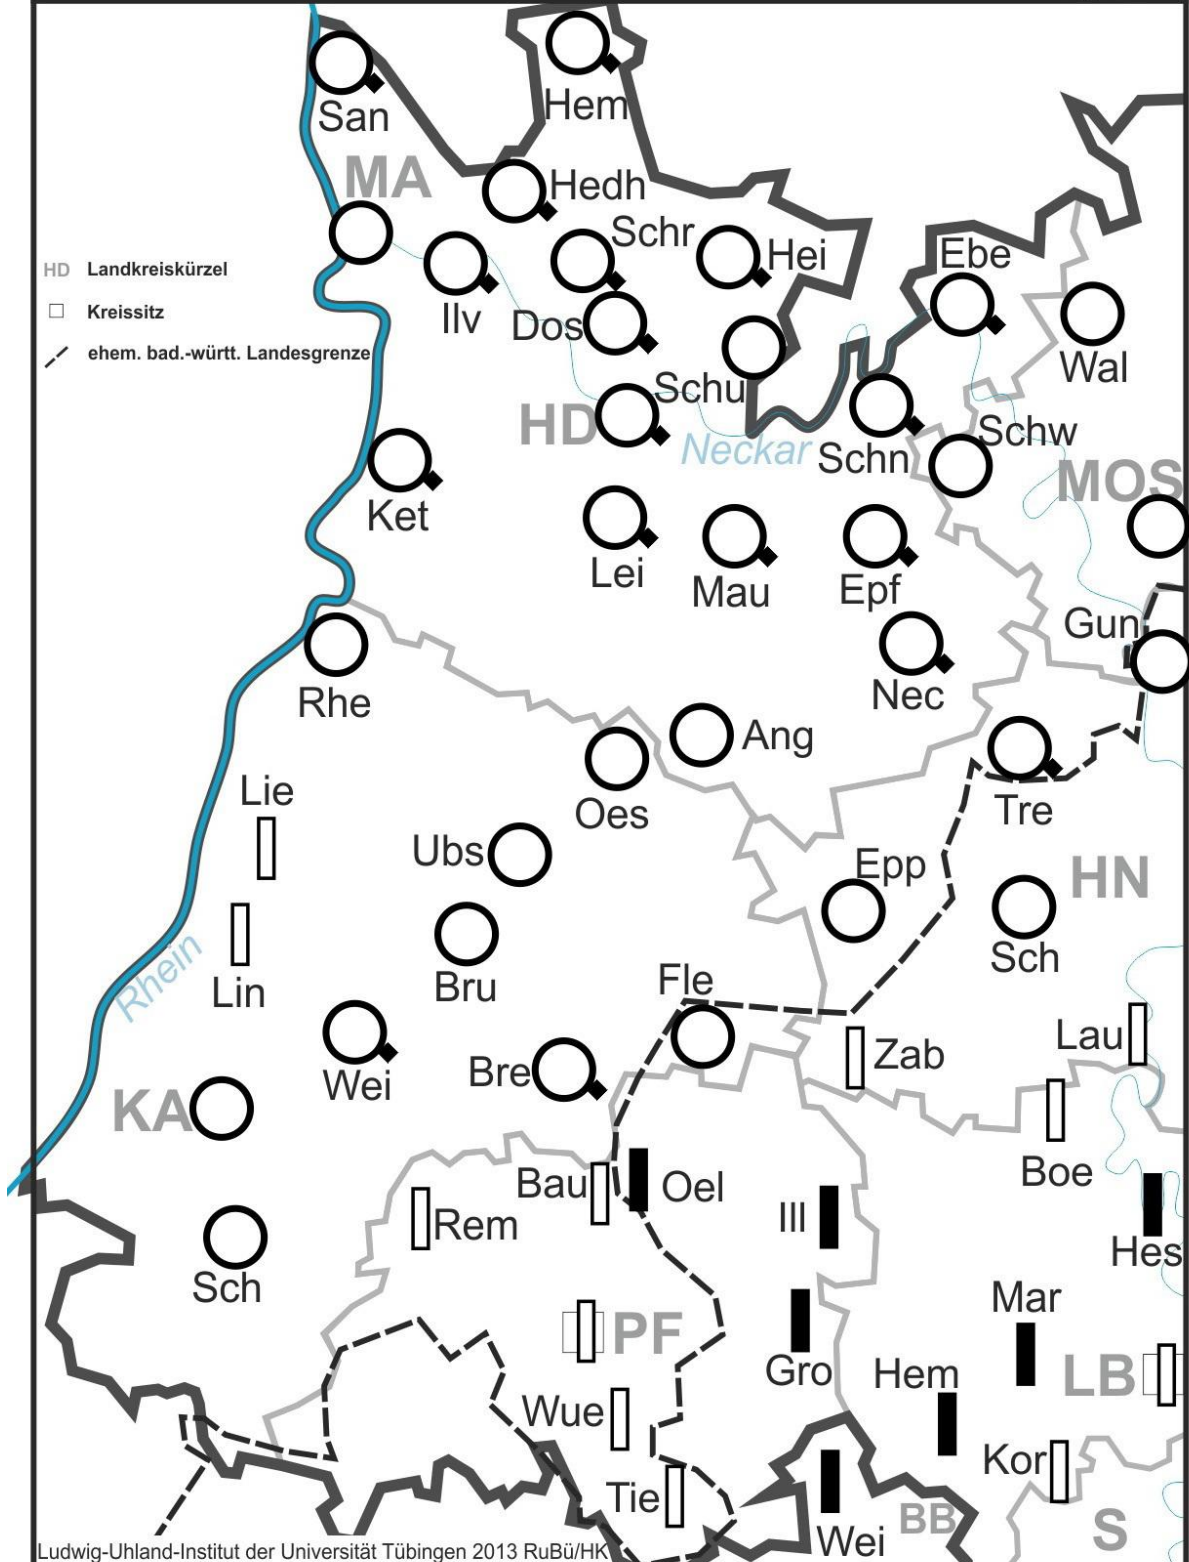 San
Hem
MA
Hedh
Schr
Hei
Ebe
HD Landkreiskürzel
Kreissitz
ehem. bad.-württ. Landesgrenze
Ilv
Dos
Wal
Schu
HD
Neckar
Schn
Schw
MOS
Ket
Lei
Mau
Epf
Gun
Rhe
Nec
Ang
Oes
Tre
Lie
Ubs
Epp
HN
Bru
Sch
Rhein
Lin
Fle
Zab
Lau
Wei
Bre
KA
Boe
Bau
Oel
Rem
Ill
Hes
Sch
Mar
PF
Gro
Hem
LB
Wue
Kor
Tie
BB
S
Wei
Ludwig-Uhland-Institut der Universität Tübingen 2013 RuBü/HK